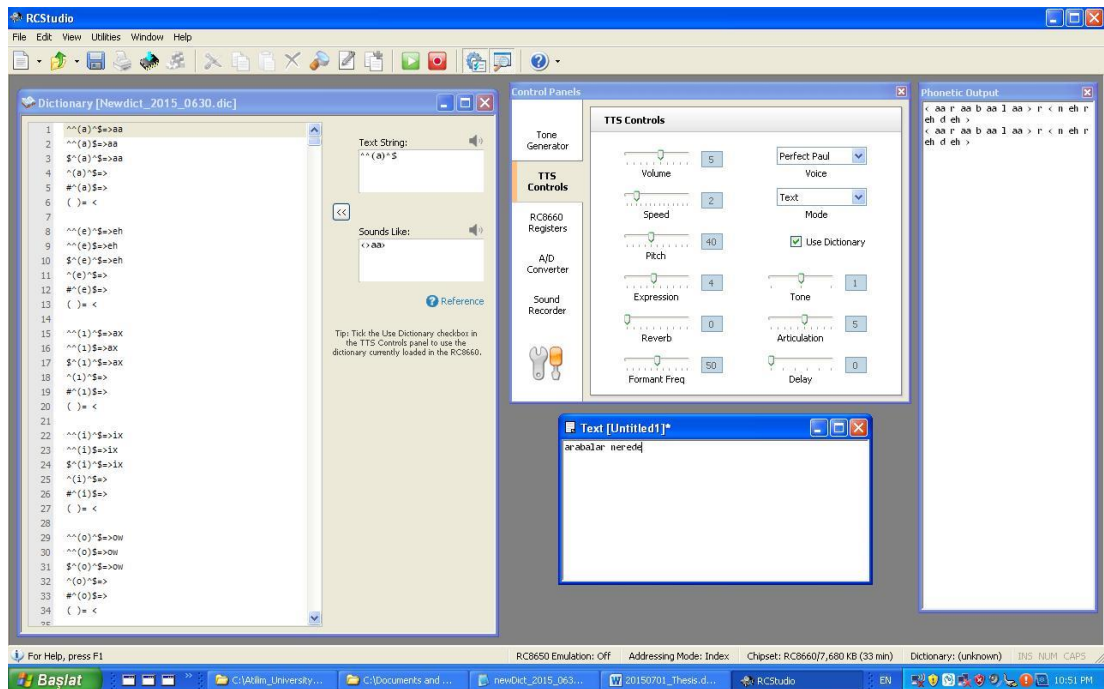 RCStudio
File Edit View Utilities Window Help
Dictionary [Newdict_2015_0630.dic]
1 ^^(a)^$=>aa
2 ^^(a)$=>aa
3 $^(a)^$=>aa
4 ^(a)^$=>
5 #^(a)$=>
6 ( )= <
7
8 ^^(e)^$=>eh
9 ^^(e)$=>eh
10 $^(e)^$=>eh
11 ^(e)^$=>
12 #^(e)$=>
13 ( )= <
14
15 ^^(ı)^$=>ax
16 ^^(ı)$=>ax
17 $^(ı)^$=>ax
18 ^(ı)^$=>
19 #^(ı)$=>
20 ( )= <
21
22 ^^(i)^$=>ix
23 ^^(i)$=>ix
24 $^(i)^$=>ix
25 ^(i)^$=>
26 #^(i)$=>
27 ( )= <
28
29 ^^(o)^$=>ow
30 ^^(o)$=>ow
31 $^(o)^$=>ow
32 ^(o)^$=>
33 #^(o)$=>
34 ( )= <
35
Text String:
^^(a)^$
<<
Sounds Like:
<>aa>
Reference
Tip: Tick the Use Dictionary checkbox in
the TTS Controls panel to use the
dictionary currently loaded in the RC8660.
Control Panels
Tone
Generator
TTS
Controls
RC8660
Registers
A/D
Converter
Sound
Recorder
TTS Controls
5
Volume
Perfect Paul
Voice
2
Speed
Text
Mode
40
Pitch
Use Dictionary
4
Expression
1
Tone
0
Reverb
5
Articulation
50
Formant Freq
0
Delay
Text [Untitled1]*
arabalar nerede
Phonetic Output
< aa r aa b aa l aa > r < n eh r
eh d eh >
< aa r aa b aa l aa > r < n eh r
eh d eh >
For Help, press F1
RC8650 Emulation: Off Addressing Mode: Index Chipset: RC8660/7,680 KB (33 min) Dictionary: (unknown) INS NUM CAPS
Başlat
C:\Atilim_University...
C:\Documents and ...
newDict_2015_063...
20150701_Thesis.d...
RCStudio
EN
10:51 PM